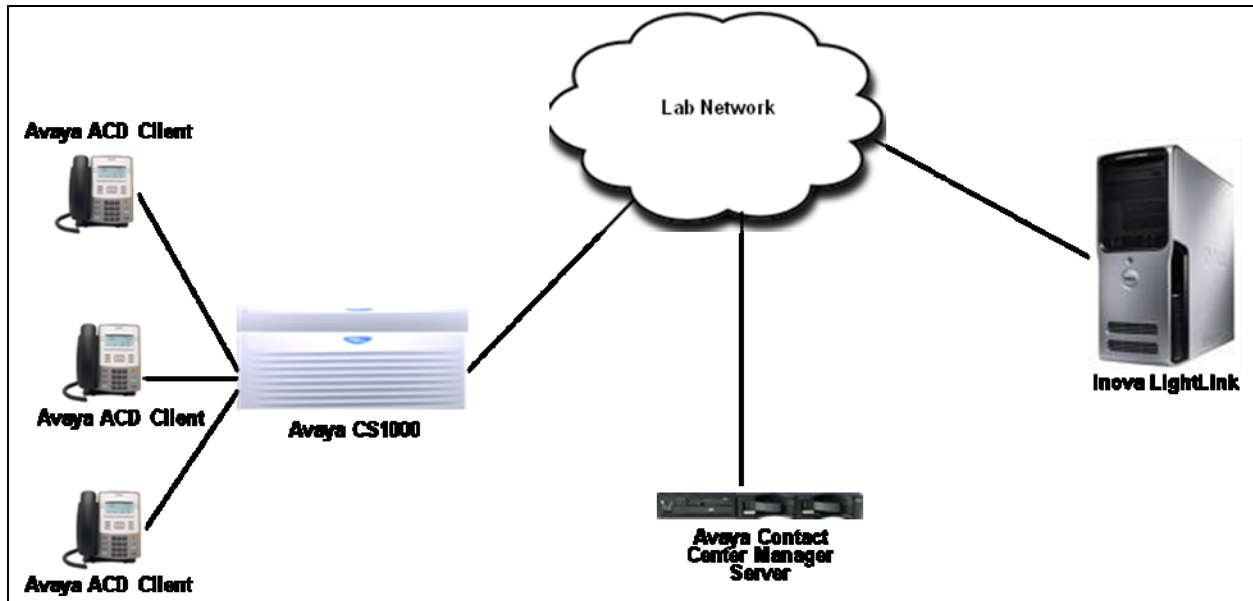 Lab Network
Avaya ACD Client
Avaya ACD Client
Avaya CS1000
Inova LightLink
Avaya Contact
Center Manager
Server
Avaya ACD Client